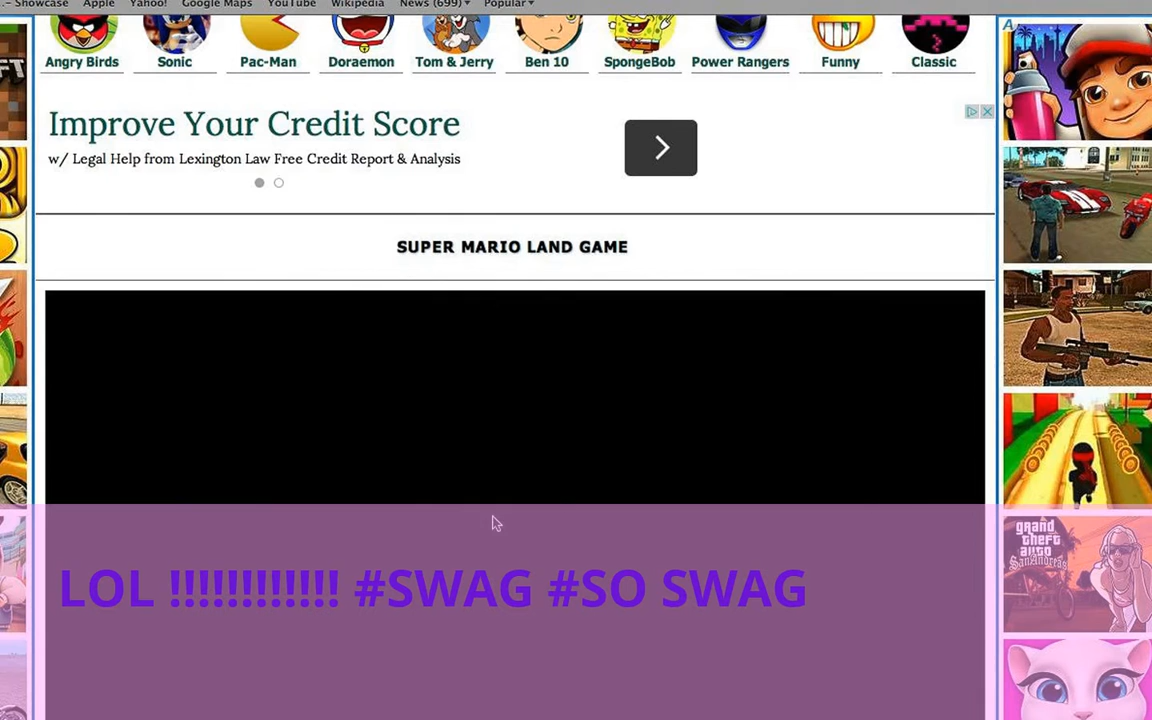 Showcase Apple Yahoo! Google Maps YouTube Wikipedia News (699) Popular
Angry Birds Sonic Pac-Man Doraemon Tom & Jerry Ben 10 SpongeBob Power Rangers Funny Classic
Improve Your Credit Score
w/ Legal Help from Lexington Law Free Credit Report & Analysis
SUPER MARIO LAND GAME
LOL !!!!!!!!!!!! #SWAG #SO SWAG
grand
theft
auto
SanAndreas